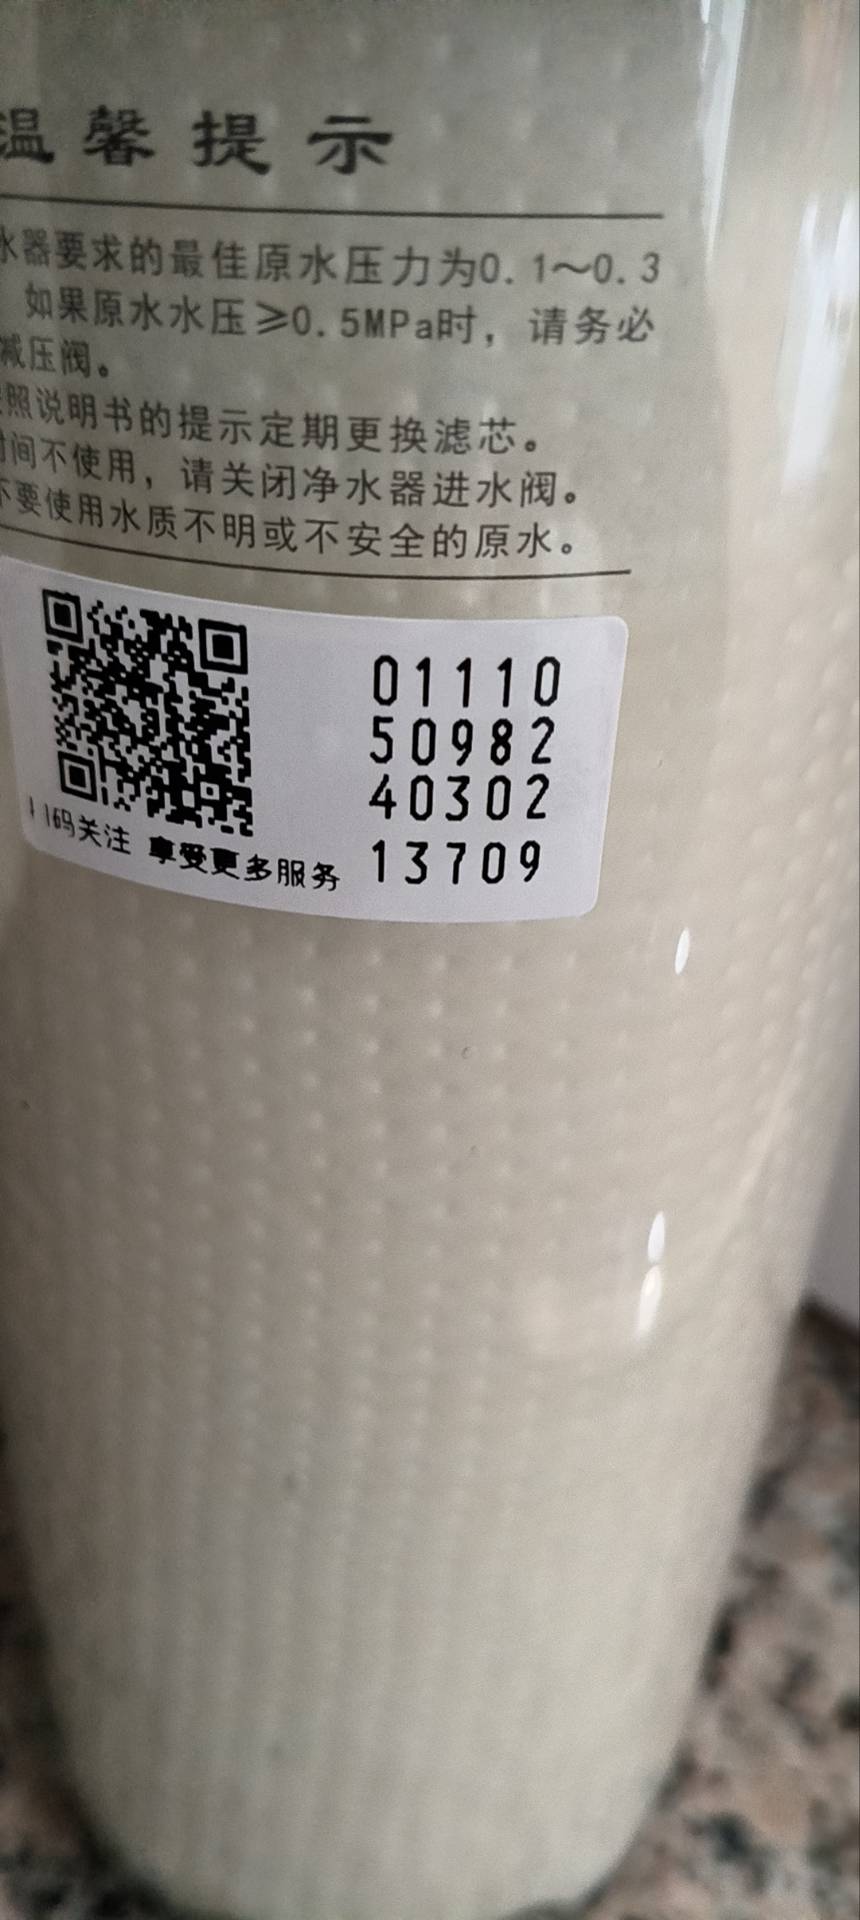 温馨提示
水器要求的最佳原水压力为0.1～0.3
如果原水水压≥0.5MPa时，请务必
减压阀。
照说明书的提示定期更换滤芯。
时间不使用，请关闭净水器进水阀。
不要使用水质不明或不安全的原水。
01110
50982
40302
13709
码关注 享受更多服务